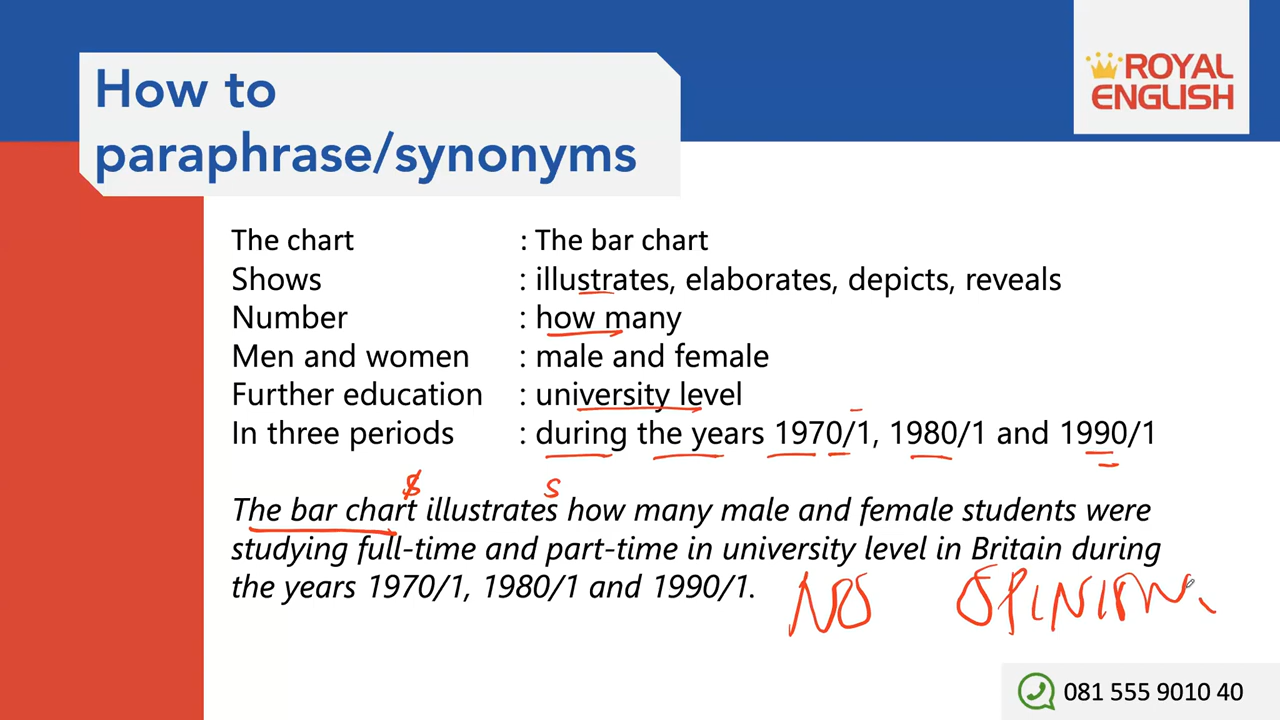 How to
paraphrase/synonyms
ROYAL
ENGLISH
The chart : The bar chart
Shows : illustrates, elaborates, depicts, reveals
Number : how many
Men and women : male and female
Further education : university level
In three periods : during the years 1970/1, 1980/1 and 1990/1
$ s
The bar chart illustrates how many male and female students were
studying full-time and part-time in university level in Britain during
the years 1970/1, 1980/1 and 1990/1.
NO OPINION.
081 555 9010 40